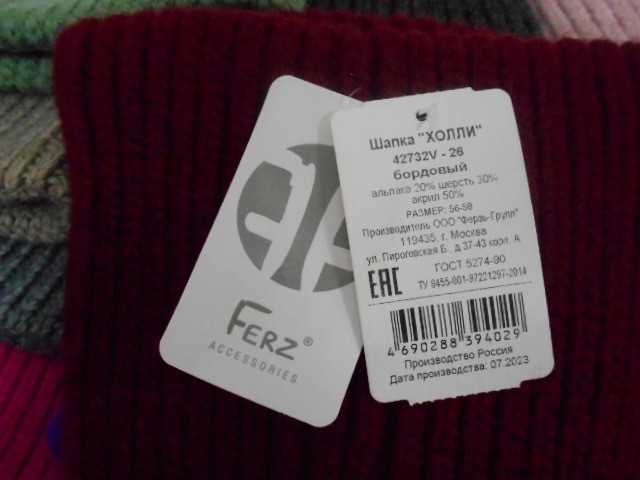 FERZ®
ACCESSORIES
Шапка "ХОЛЛИ"
42732V - 26
бордовый
альпака 20% шерсть 30%
акрил 50%
РАЗМЕР: 56-58
Производитель ООО "Ферзь-Групп"
119435, г. Москва
ул. Пироговская Б., д 37-43 корп. А
ГОСТ 5274-90
EAC
ТУ 8455-001-97221297-2014
4 690288 394029
Производство Россия
Дата производства: 07.2023